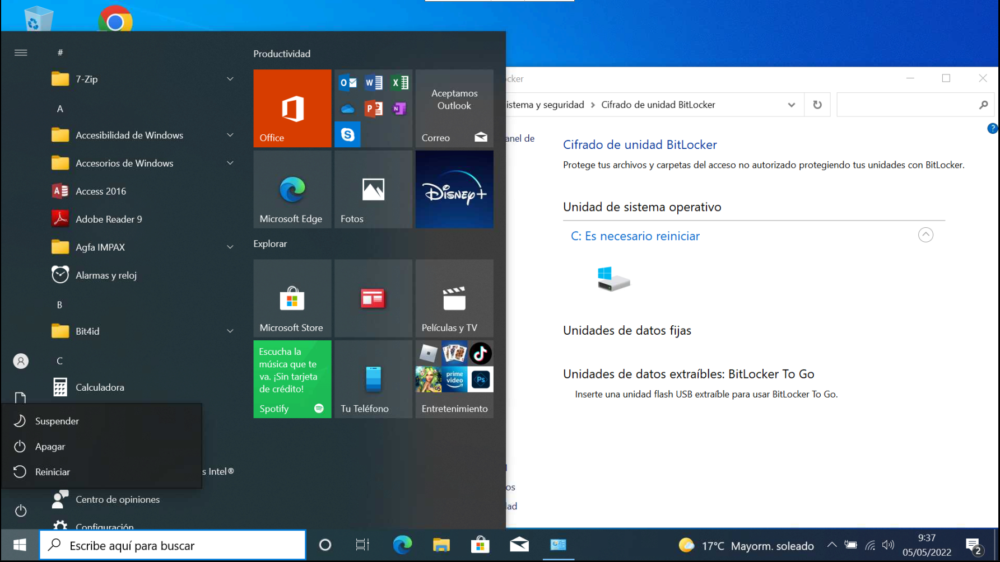 #
7-Zip
A
Accesibilidad de Windows
Accesorios de Windows
Access 2016
Adobe Reader 9
Agfa IMPAX
Alarmas y reloj
B
Bit4id
C
Calculadora
Suspender
Apagar
Reiniciar
s Intel®
Centro de opiniones
Configuración
Productividad
Office
Aceptamos
Outlook
Correo
Microsoft Edge
Fotos
Disney+
Explorar
Microsoft Store
Películas y TV
Escucha la
música que te
va. ¡Sin tarjeta
de crédito!
Spotify
Tu Teléfono
prime
video
Ps
Entretenimiento
cker
istema y seguridad > Cifrado de unidad BitLocker
anel de
Cifrado de unidad BitLocker
Protege tus archivos y carpetas del acceso no autorizado protegiendo tus unidades con BitLocker.
Unidad de sistema operativo
C: Es necesario reiniciar
Unidades de datos fijas
Unidades de datos extraíbles: BitLocker To Go
Inserte una unidad flash USB extraíble para usar BitLocker To Go.
os
dad
Escribe aquí para buscar
17°C Mayorm. soleado
9:37
05/05/2022
2